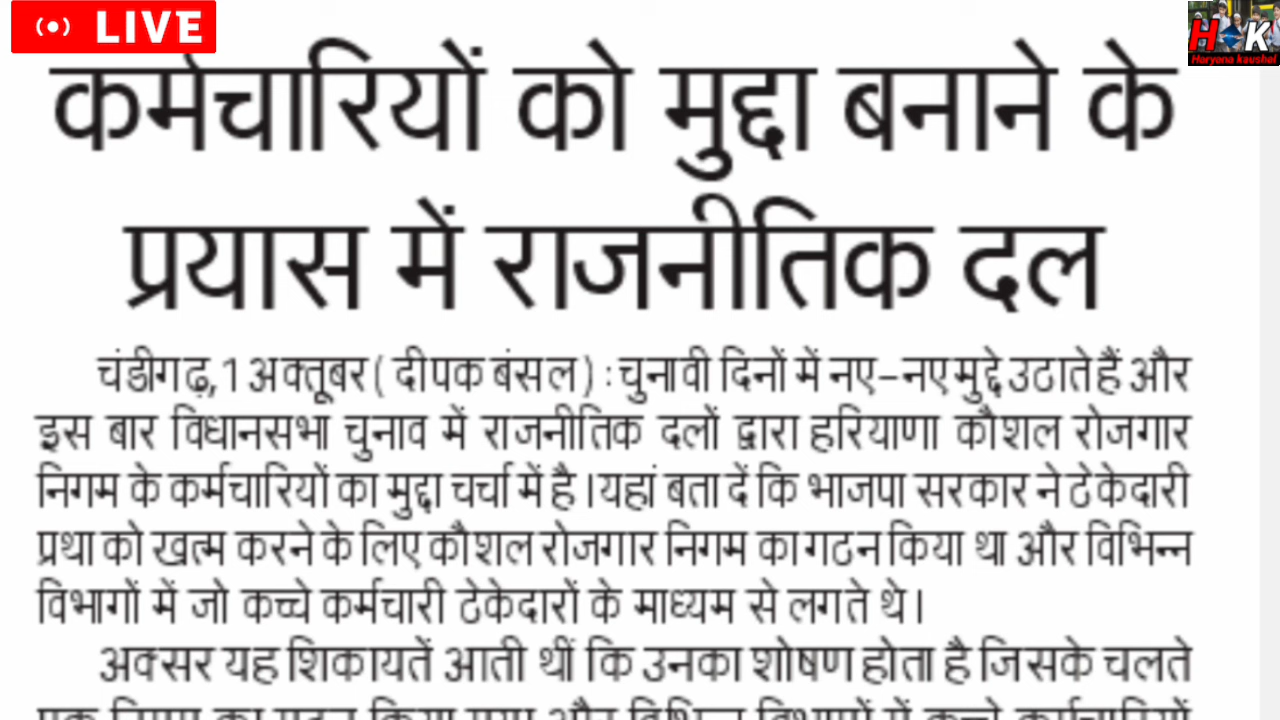 LIVE
H K
Haryana kaushal
कर्मचारियों को मुद्दा बनाने के
प्रयास में राजनीतिक दल
चंडीगढ़,1 अक्तूबर ( दीपक बंसल ) : चुनावी दिनों में नए-नए मुद्दे उठाते हैं और
इस बार विधानसभा चुनाव में राजनीतिक दलों द्वारा हरियाणा कौशल रोजगार
निगम के कर्मचारियों का मुद्दा चर्चा में है । यहां बता दें कि भाजपा सरकार ने ठेकेदारी
प्रथा को खत्म करने के लिए कौशल रोजगार निगम का गठन किया था और विभिन्न
विभागों में जो कच्चे कर्मचारी ठेकेदारों के माध्यम से लगते थे ।
अक्सर यह शिकायतें आती थीं कि उनका शोषण होता है जिसके चलते